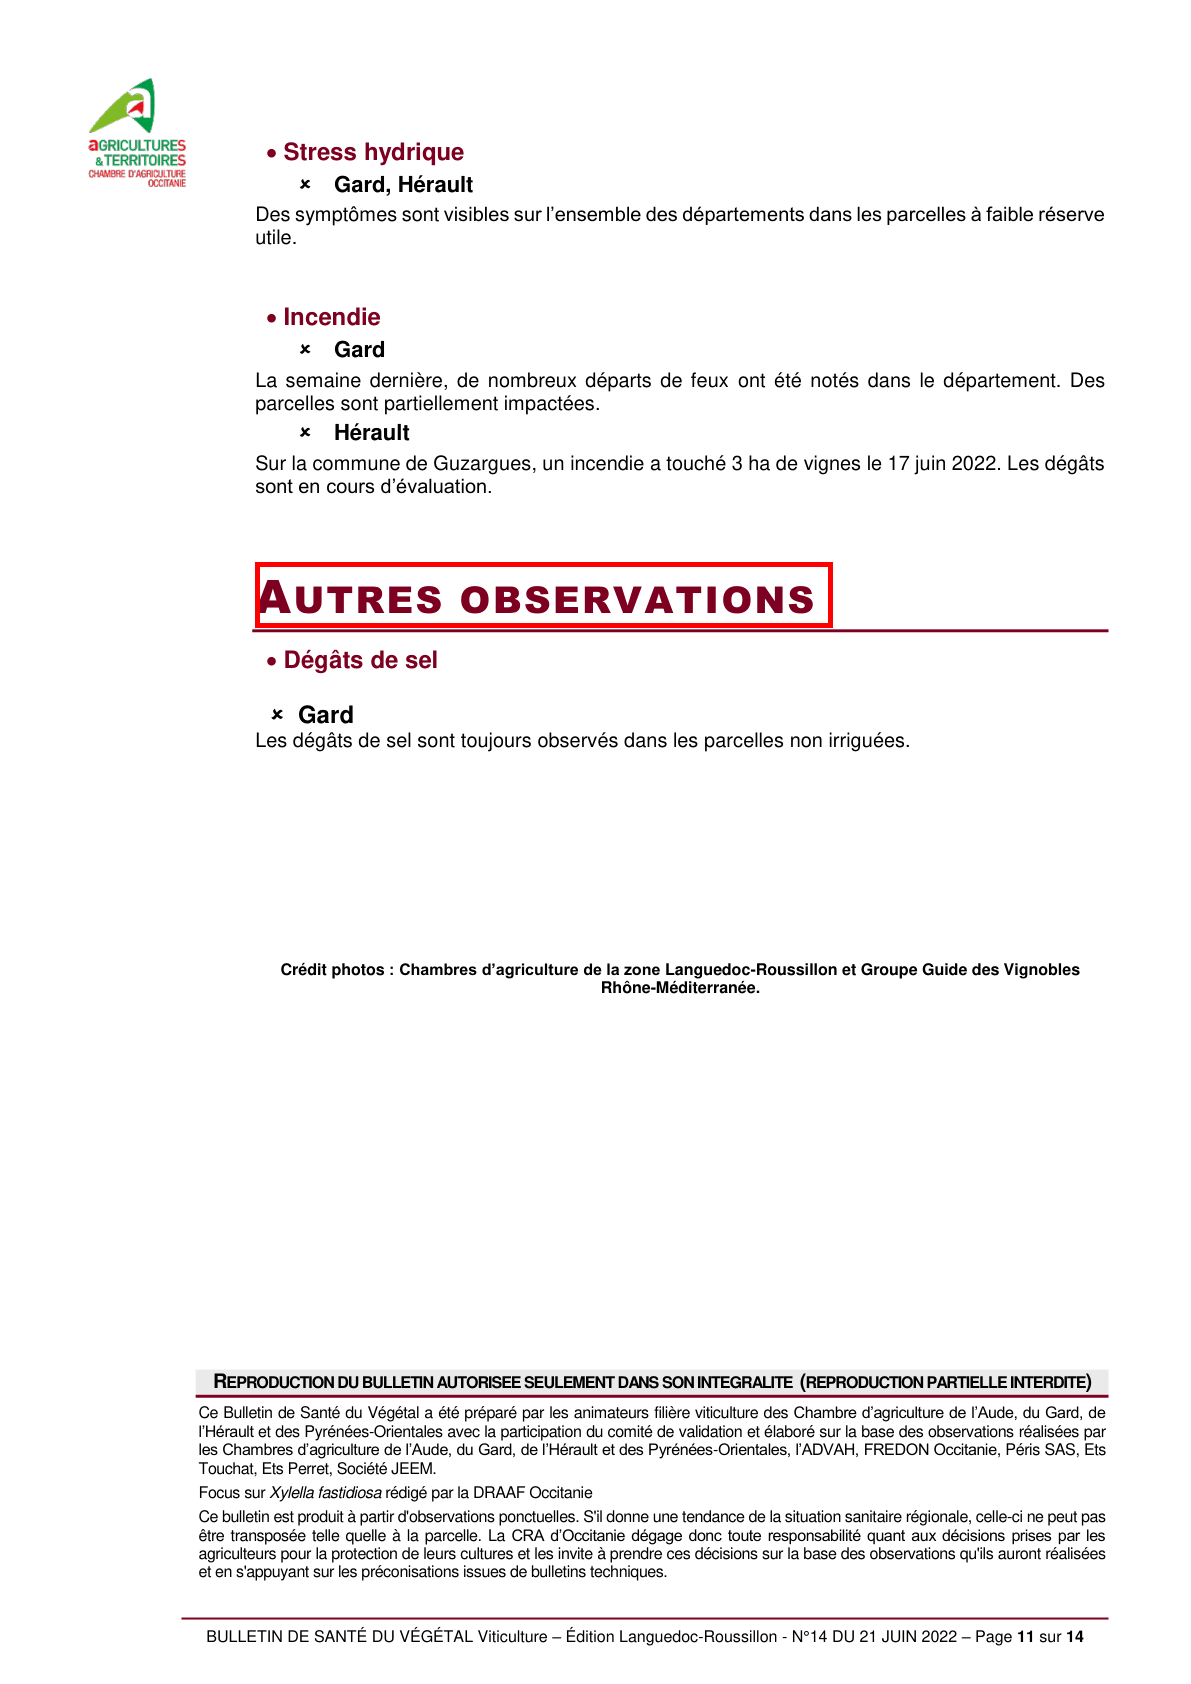 aGRICULTURES
& TERRITOIRES
CHAMBRE D'AGRICULTURE
OCCITANIE
• Stress hydrique
× Gard, Hérault
Des symptômes sont visibles sur l’ensemble des départements dans les parcelles à faible réserve
utile.
• Incendie
× Gard
La semaine dernière, de nombreux départs de feux ont été notés dans le département. Des
parcelles sont partiellement impactées.
× Hérault
Sur la commune de Guzargues, un incendie a touché 3 ha de vignes le 17 juin 2022. Les dégâts
sont en cours d’évaluation.
AUTRES OBSERVATIONS
• Dégâts de sel
× Gard
Les dégâts de sel sont toujours observés dans les parcelles non irriguées.
Crédit photos : Chambres d’agriculture de la zone Languedoc-Roussillon et Groupe Guide des Vignobles
Rhône-Méditerranée.
REPRODUCTION DU BULLETIN AUTORISEE SEULEMENT DANS SON INTEGRALITE (REPRODUCTION PARTIELLE INTERDITE)
Ce Bulletin de Santé du Végétal a été préparé par les animateurs filière viticulture des Chambre d’agriculture de l’Aude, du Gard, de
l’Hérault et des Pyrénées-Orientales avec la participation du comité de validation et élaboré sur la base des observations réalisées par
les Chambres d’agriculture de l’Aude, du Gard, de l’Hérault et des Pyrénées-Orientales, l’ADVAH, FREDON Occitanie, Péris SAS, Ets
Touchat, Ets Perret, Société JEEM.
Focus sur Xylella fastidiosa rédigé par la DRAAF Occitanie
Ce bulletin est produit à partir d'observations ponctuelles. S'il donne une tendance de la situation sanitaire régionale, celle-ci ne peut pas
être transposée telle quelle à la parcelle. La CRA d’Occitanie dégage donc toute responsabilité quant aux décisions prises par les
agriculteurs pour la protection de leurs cultures et les invite à prendre ces décisions sur la base des observations qu'ils auront réalisées
et en s'appuyant sur les préconisations issues de bulletins techniques.
BULLETIN DE SANTÉ DU VÉGÉTAL Viticulture – Édition Languedoc-Roussillon - N°14 DU 21 JUIN 2022 – Page 11 sur 14